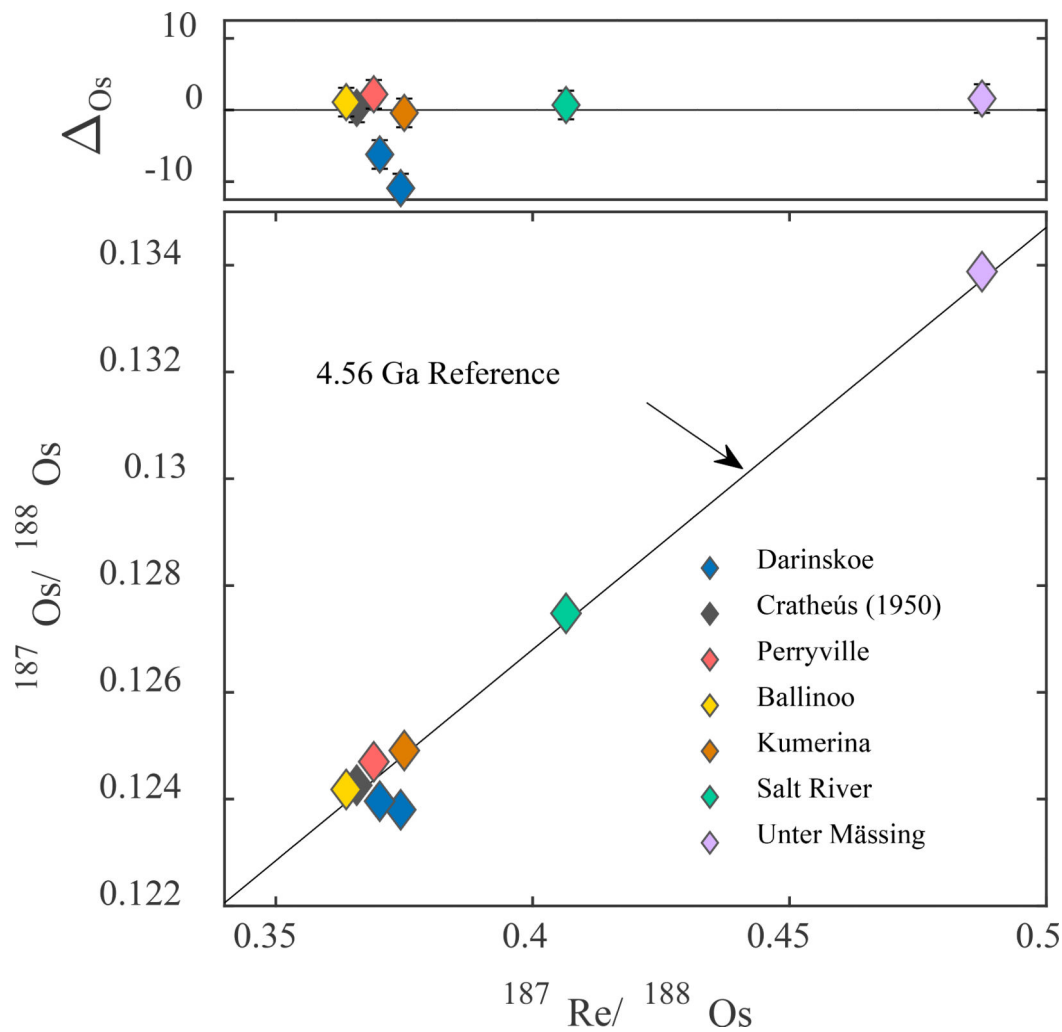 10
0
-10
ΔOs
0.134
0.132
0.13
0.128
0.126
0.124
0.122
187Os/ 188Os
4.56 Ga Reference
Darinskoe
Cratheús (1950)
Perryville
Ballinoo
Kumerina
Salt River
Unter Mässing
0.35 0.4 0.45 0.5
187Re/ 188Os